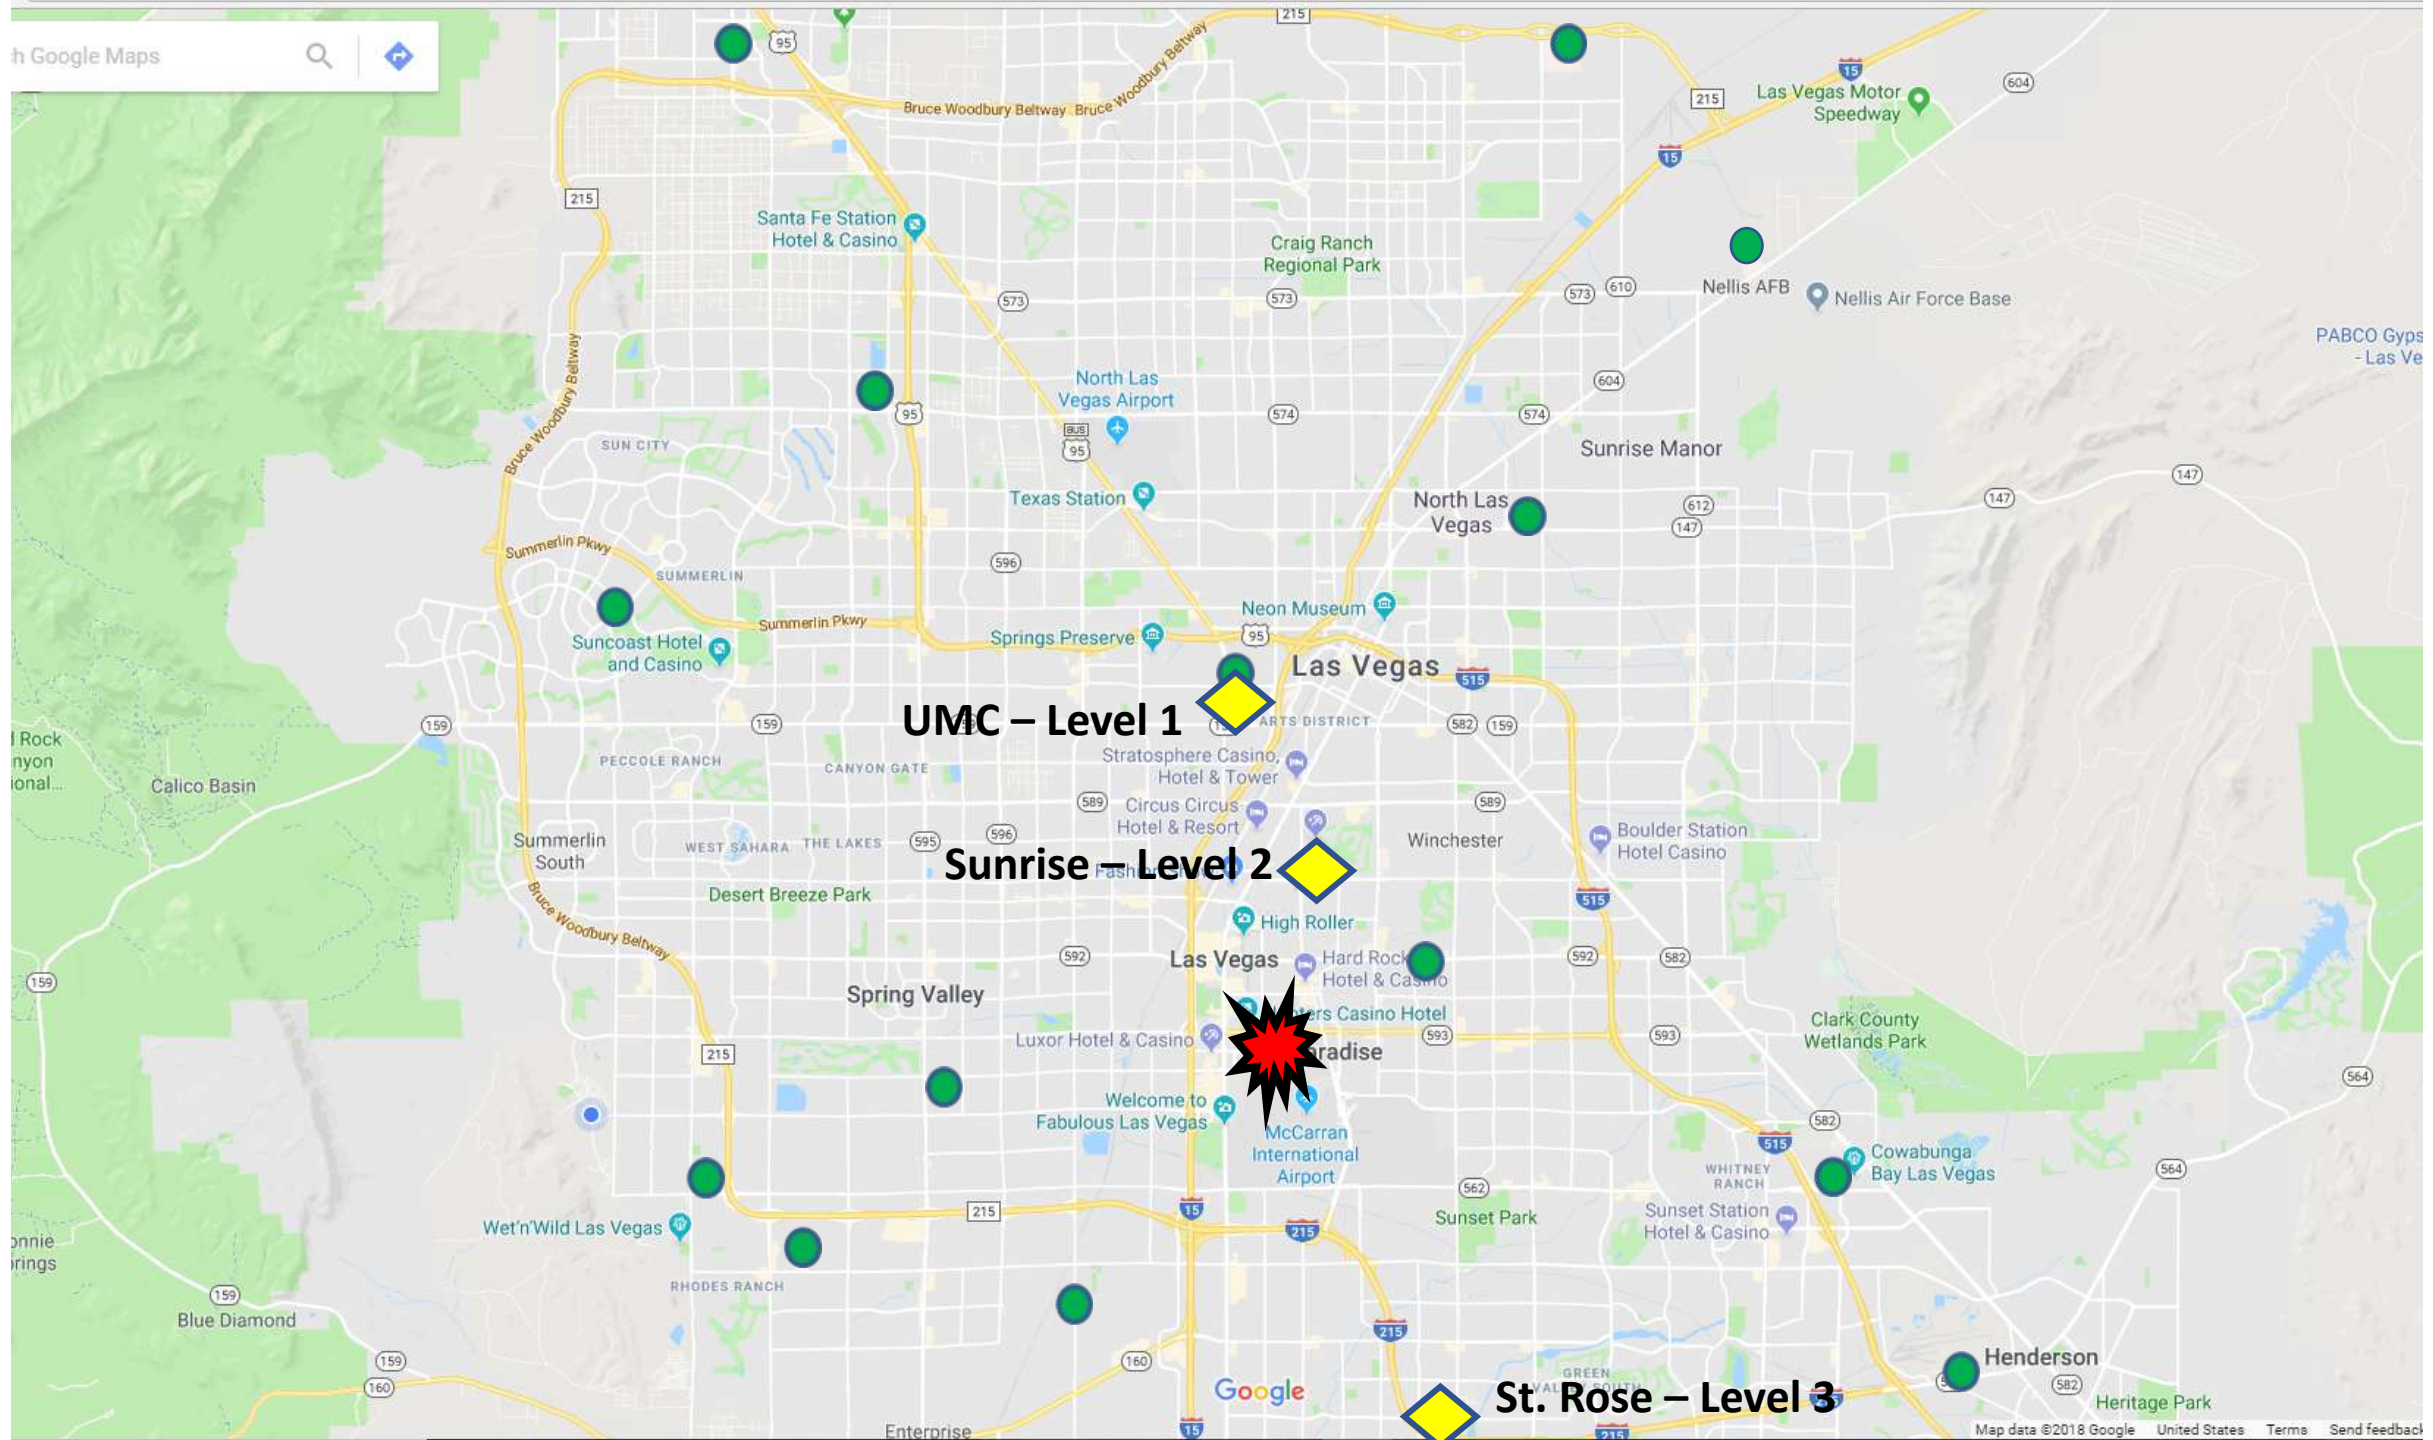 215
h Google Maps
95
Bruce Woodbury Beltway
Bruce Woodbury Beltway
15
604
Las Vegas Motor
Speedway
215
15
215
Santa Fe Station
Hotel & Casino
Craig Ranch
Regional Park
573
573
573
610
Nellis AFB
Nellis Air Force Base
PABCO Gyps
- Las Ve
Bruce Woodbury Beltway
North Las
Vegas Airport
604
95
574
574
BUS
95
SUN CITY
Sunrise Manor
147
Texas Station
North Las
Vegas
612
147
147
Summerlin Pkwy
596
SUMMERLIN
Neon Museum
Summerlin Pkwy
Springs Preserve
95
Suncoast Hotel
and Casino
Las Vegas
515
UMC – Level 1
159
159
ARTS DISTRICT
582
159
d Rock
nyon
ional...
PECCOLE RANCH
CANYON GATE
Stratosphere Casino,
Hotel & Tower
Calico Basin
589
Circus Circus
Hotel & Resort
589
Summerlin
South
WEST SAHARA
THE LAKES
595
596
Winchester
Boulder Station
Hotel Casino
Sunrise – Level 2
Desert Breeze Park
515
Bruce Woodbury Beltway
High Roller
592
Las Vegas
Hard Rock
Hotel & Casino
592
582
159
Spring Valley
ters Casino Hotel
Clark County
Wetlands Park
Luxor Hotel & Casino
593
593
215
radise
564
Welcome to
Fabulous Las Vegas
582
McCarran
International
Airport
515
Cowabunga
Bay Las Vegas
WHITNEY
RANCH
564
562
Wet'n'Wild Las Vegas
215
15
215
Sunset Park
Sunset Station
Hotel & Casino
onnie
prings
RHODES RANCH
159
Blue Diamond
215
159
160
160
Google
GREEN
St. Rose – Level 3
Henderson
582
Heritage Park
Enterprise
15
215
Map data ©2018 Google United States Terms Send feedback